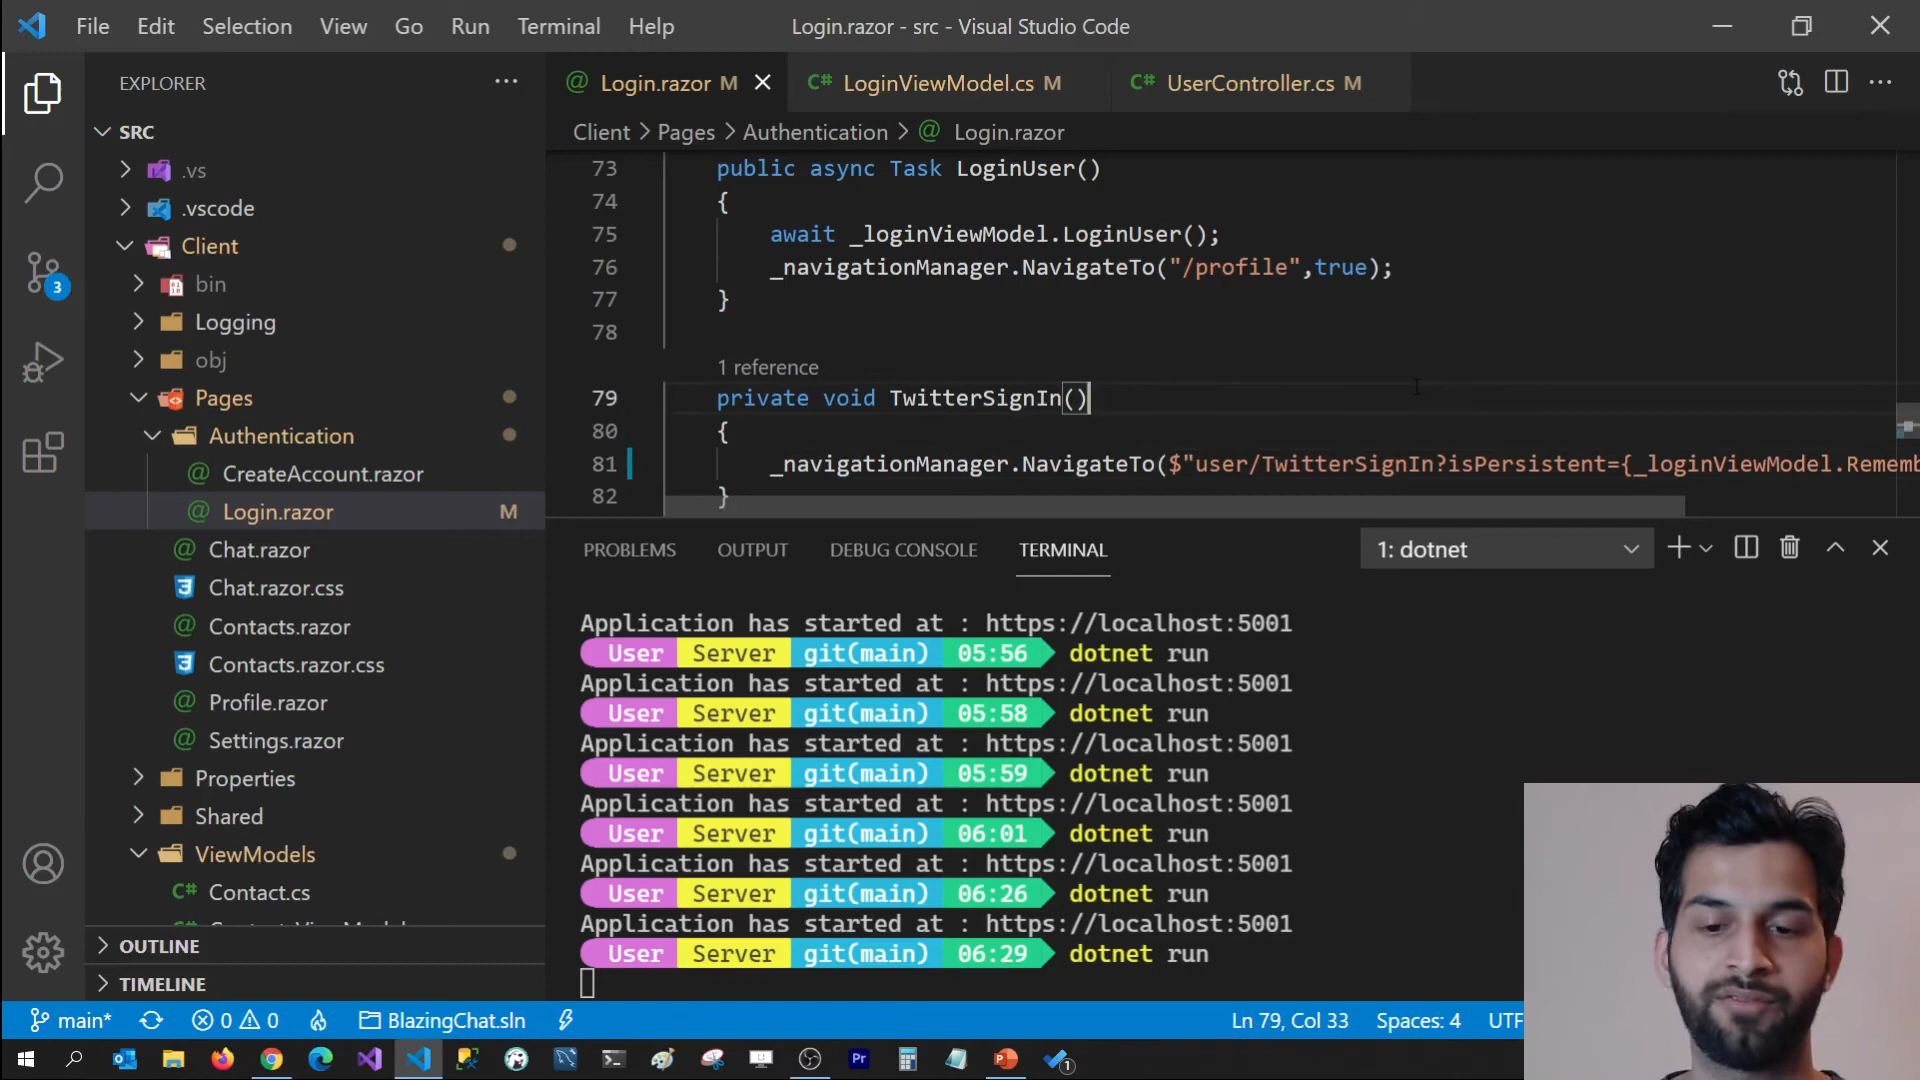 File Edit Selection View Go Run Terminal Help
Login.razor - src - Visual Studio Code
EXPLORER
SRC
.vs
.vscode
Client
bin
Logging
obj
Pages
Authentication
CreateAccount.razor
Login.razor M
Chat.razor
Chat.razor.css
Contacts.razor
Contacts.razor.css
Profile.razor
Settings.razor
Properties
Shared
ViewModels
C# Contact.cs
OUTLINE
TIMELINE
3
Login.razor M
C# LoginViewModel.cs M
C# UserController.cs M
Client > Pages > Authentication > Login.razor
73 public async Task LoginUser()
74 {
75 await _loginViewModel.LoginUser();
76 _navigationManager.NavigateTo("/profile",true);
77 }
78
1 reference
79 private void TwitterSignIn()
80 {
81 _navigationManager.NavigateTo($"user/TwitterSignIn?isPersistent={_loginViewModel.Rememb
82 }
PROBLEMS OUTPUT DEBUG CONSOLE TERMINAL
1: dotnet
Application has started at : https://localhost:5001
User Server git(main) 05:56 dotnet run
Application has started at : https://localhost:5001
User Server git(main) 05:58 dotnet run
Application has started at : https://localhost:5001
User Server git(main) 05:59 dotnet run
Application has started at : https://localhost:5001
User Server git(main) 06:01 dotnet run
Application has started at : https://localhost:5001
User Server git(main) 06:26 dotnet run
Application has started at : https://localhost:5001
User Server git(main) 06:29 dotnet run
main* 0 0 BlazingChat.sln
Ln 79, Col 33 Spaces: 4 UTF
Pr
1